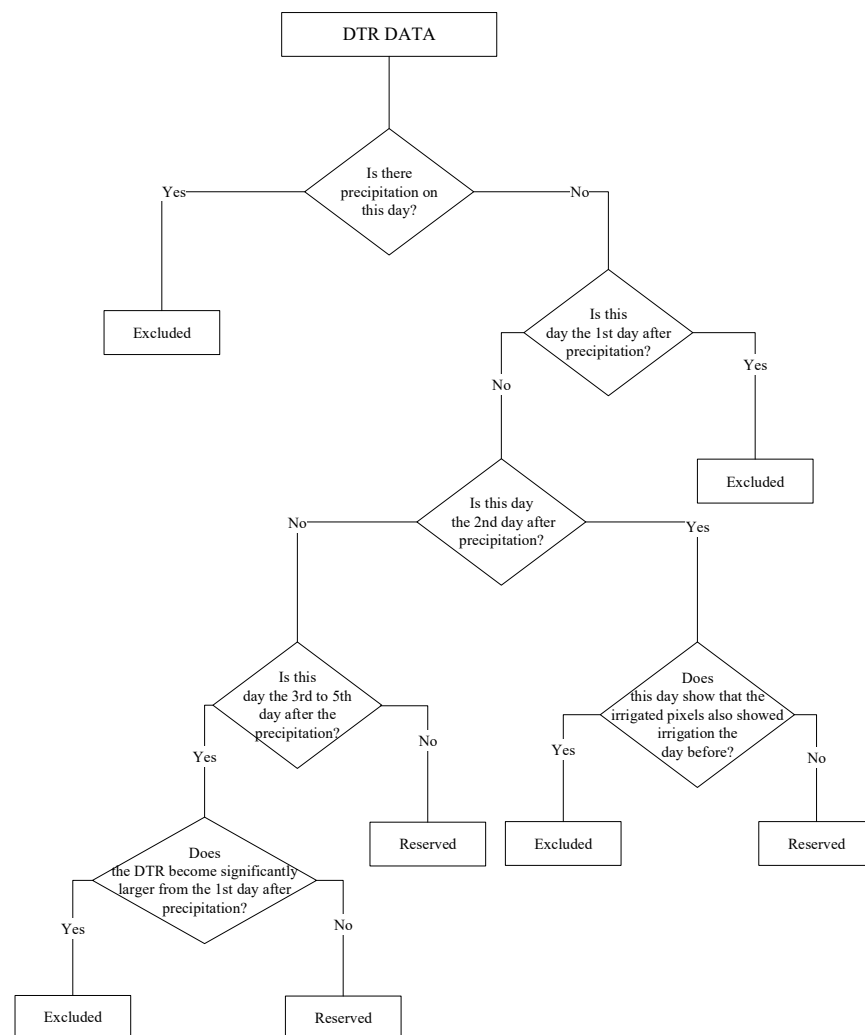 DTR DATA
Is there
precipitation on
this day?
Yes
No
Excluded
Is this
day the 1st day after
precipitation?
No
Yes
Excluded
Is this day
the 2nd day after
precipitation?
No
Yes
Is this
day the 3rd to 5th
day after the
precipitation?
Does
this day show that the
irrigated pixels also showed
irrigation the
day before?
Yes
No
Yes
No
Reserved
Excluded
Reserved
Does
the DTR become significantly
larger from the 1st day after
precipitation?
Yes
No
Excluded
Reserved